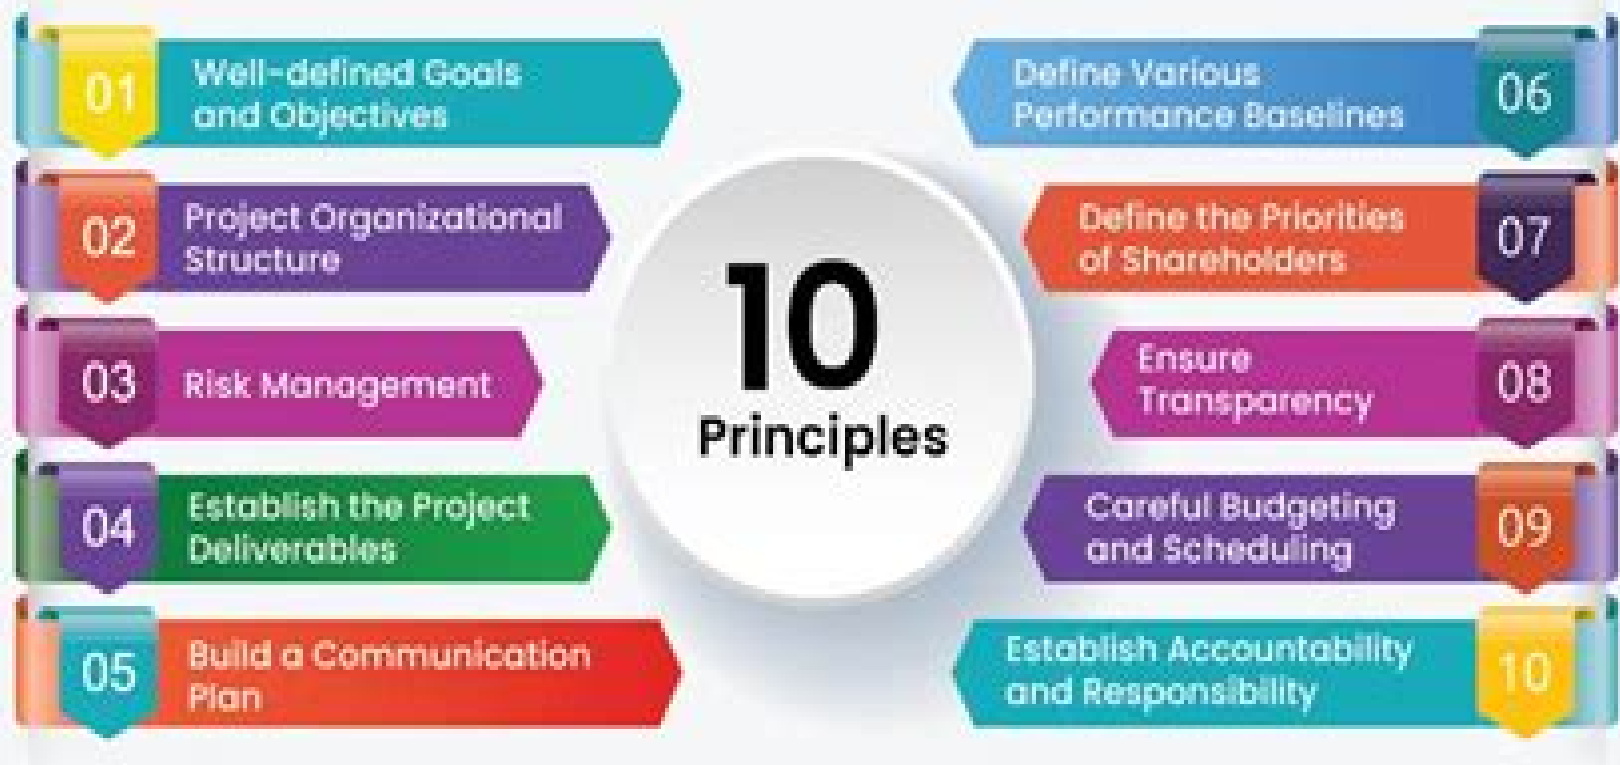 01
Well-defined Goals
and Objectives
02
Project Organizational
Structure
03
Risk Management
04
Establish the Project
Deliverables
05
Build a Communication
Plan
10
Principles
06
Define Various
Performance Baselines
07
Define the Priorities
of Shareholders
08
Ensure
Transparency
09
Careful Budgeting
and Scheduling
10
Establish Accountability
and Responsibility